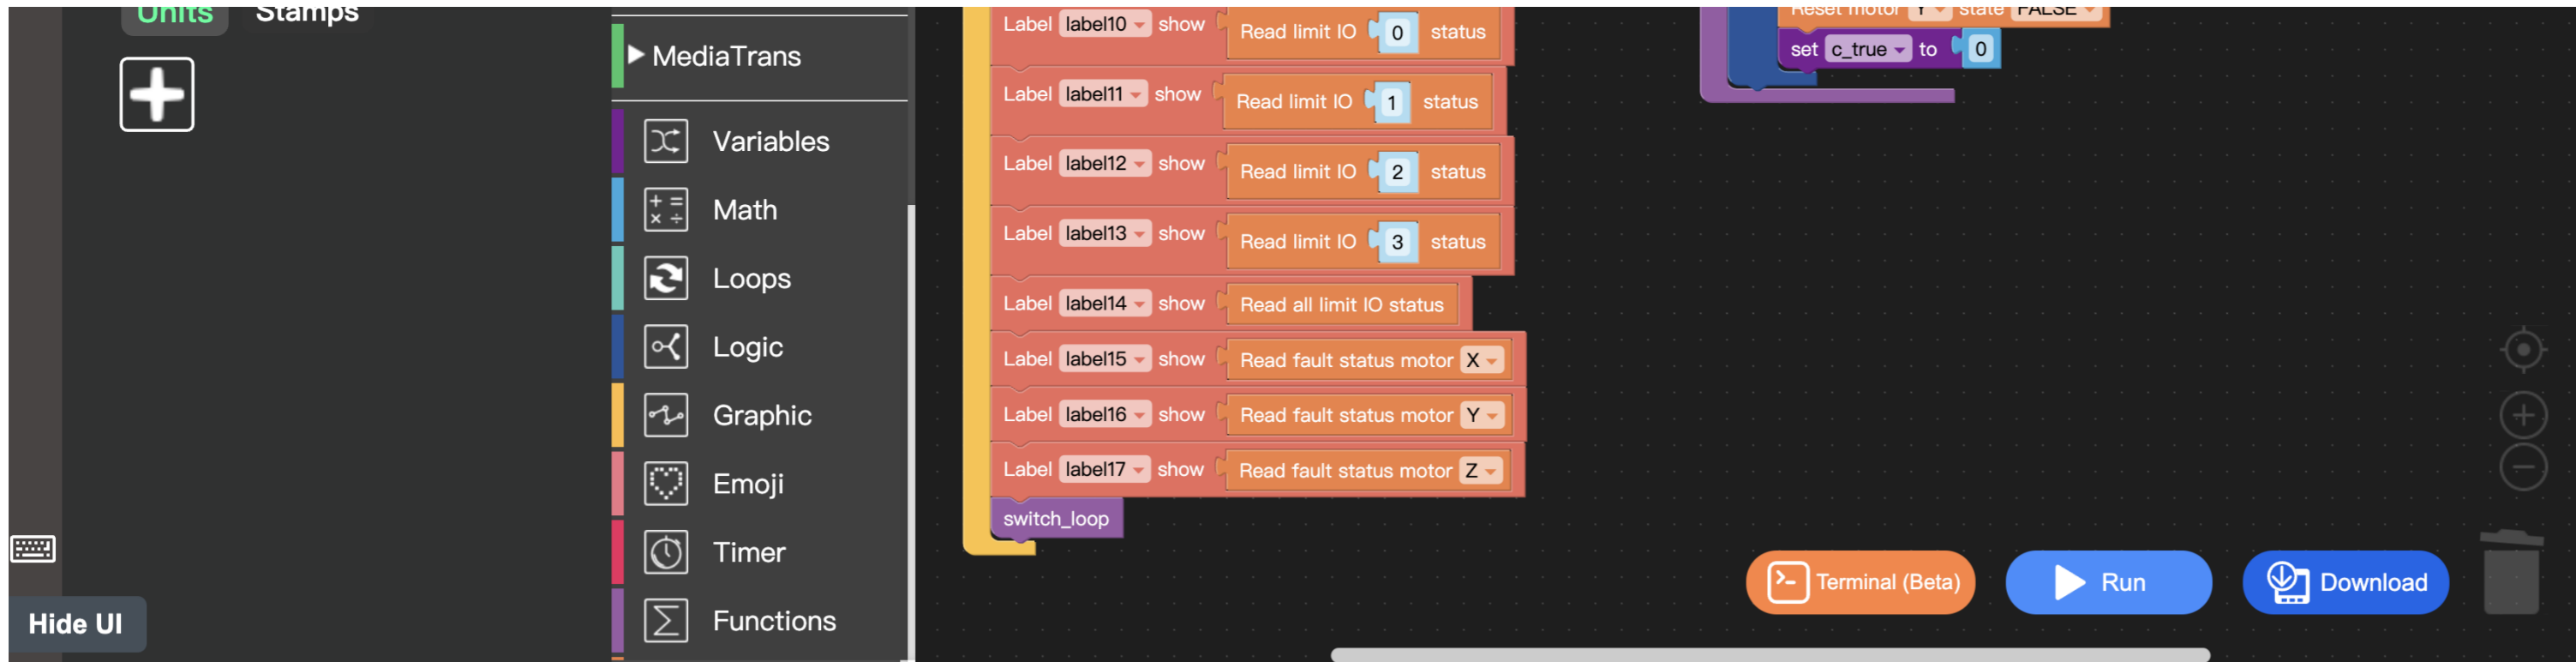 Units Stamps
MediaTrans
Variables
Math
Loops
Logic
Graphic
Emoji
Timer
Functions
Hide UI
Label label10 show Read limit IO 0 status
Label label11 show Read limit IO 1 status
Label label12 show Read limit IO 2 status
Label label13 show Read limit IO 3 status
Label label14 show Read all limit IO status
Label label15 show Read fault status motor X
Label label16 show Read fault status motor Y
Label label17 show Read fault status motor Z
switch_loop
Reset motor Y state FALSE
set c_true to 0
Terminal (Beta)
Run
Download